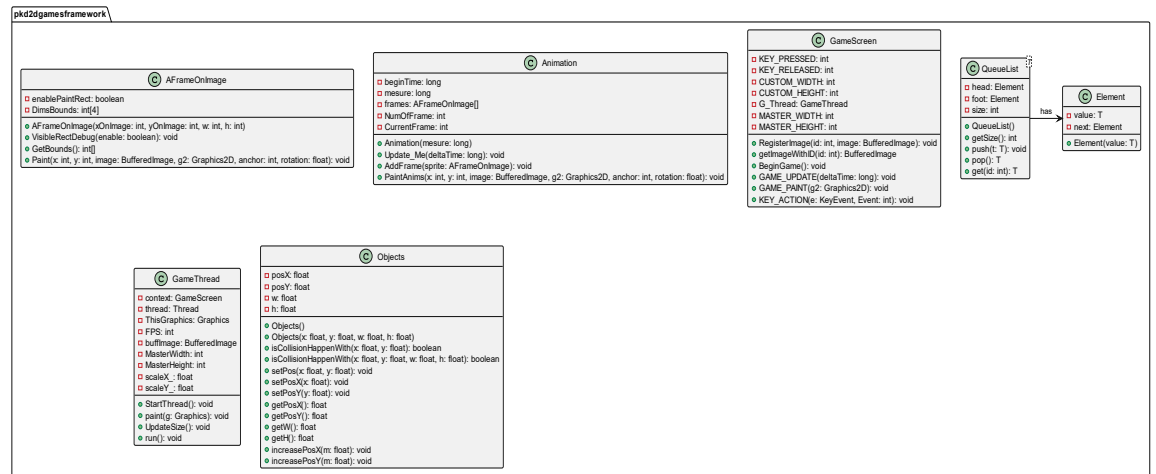 pkd2dgamesframework
C AFrameOnImage
enablePaintRect: boolean
DimsBounds: int[4]
AFrameOnImage(xOnImage: int, yOnImage: int, w: int, h: int)
VisibleRectDebug(enable: boolean): void
GetBounds(): int[]
Paint(x: int, y: int, image: BufferedImage, g2: Graphics2D, anchor: int, rotation: float): void
C Animation
beginTime: long
mesure: long
frames: AFrameOnImage[]
NumOfFrame: int
CurrentFrame: int
Animation(mesure: long)
Update_Me(deltaTime: long): void
AddFrame(sprite: AFrameOnImage): void
PaintAnims(x: int, y: int, image: BufferedImage, g2: Graphics2D, anchor: int, rotation: float): void
C GameScreen
KEY_PRESSED: int
KEY_RELEASED: int
CUSTOM_WIDTH: int
CUSTOM_HEIGHT: int
G_Thread: GameThread
MASTER_WIDTH: int
MASTER_HEIGHT: int
RegisterImage(id: int, image: BufferedImage): void
getImageWithID(id: int): BufferedImage
BeginGame(): void
GAME_UPDATE(deltaTime: long): void
GAME_PAINT(g2: Graphics2D): void
KEY_ACTION(e: KeyEvent, Event: int): void
C QueueList
head: Element
foot: Element
size: int
QueueList()
getSize(): int
push(t: T): void
pop(): T
get(id: int): T
has
C Element
value: T
next: Element
Element(value: T)
C GameThread
context: GameScreen
thread: Thread
ThisGraphics: Graphics
FPS: int
buffImage: BufferedImage
MasterWidth: int
MasterHeight: int
scaleX_: float
scaleY_: float
StartThread(): void
paint(g: Graphics): void
UpdateSize(): void
run(): void
C Objects
posX: float
posY: float
w: float
h: float
Objects()
Objects(x: float, y: float, w: float, h: float)
isCollisionHappenWith(x: float, y: float): boolean
isCollisionHappenWith(x: float, y: float, w: float, h: float): boolean
setPos(x: float, y: float): void
setPosX(x: float): void
setPosY(y: float): void
getPosX(): float
getPosY(): float
getW(): float
getH(): float
increasePosX(m: float): void
increasePosY(m: float): void